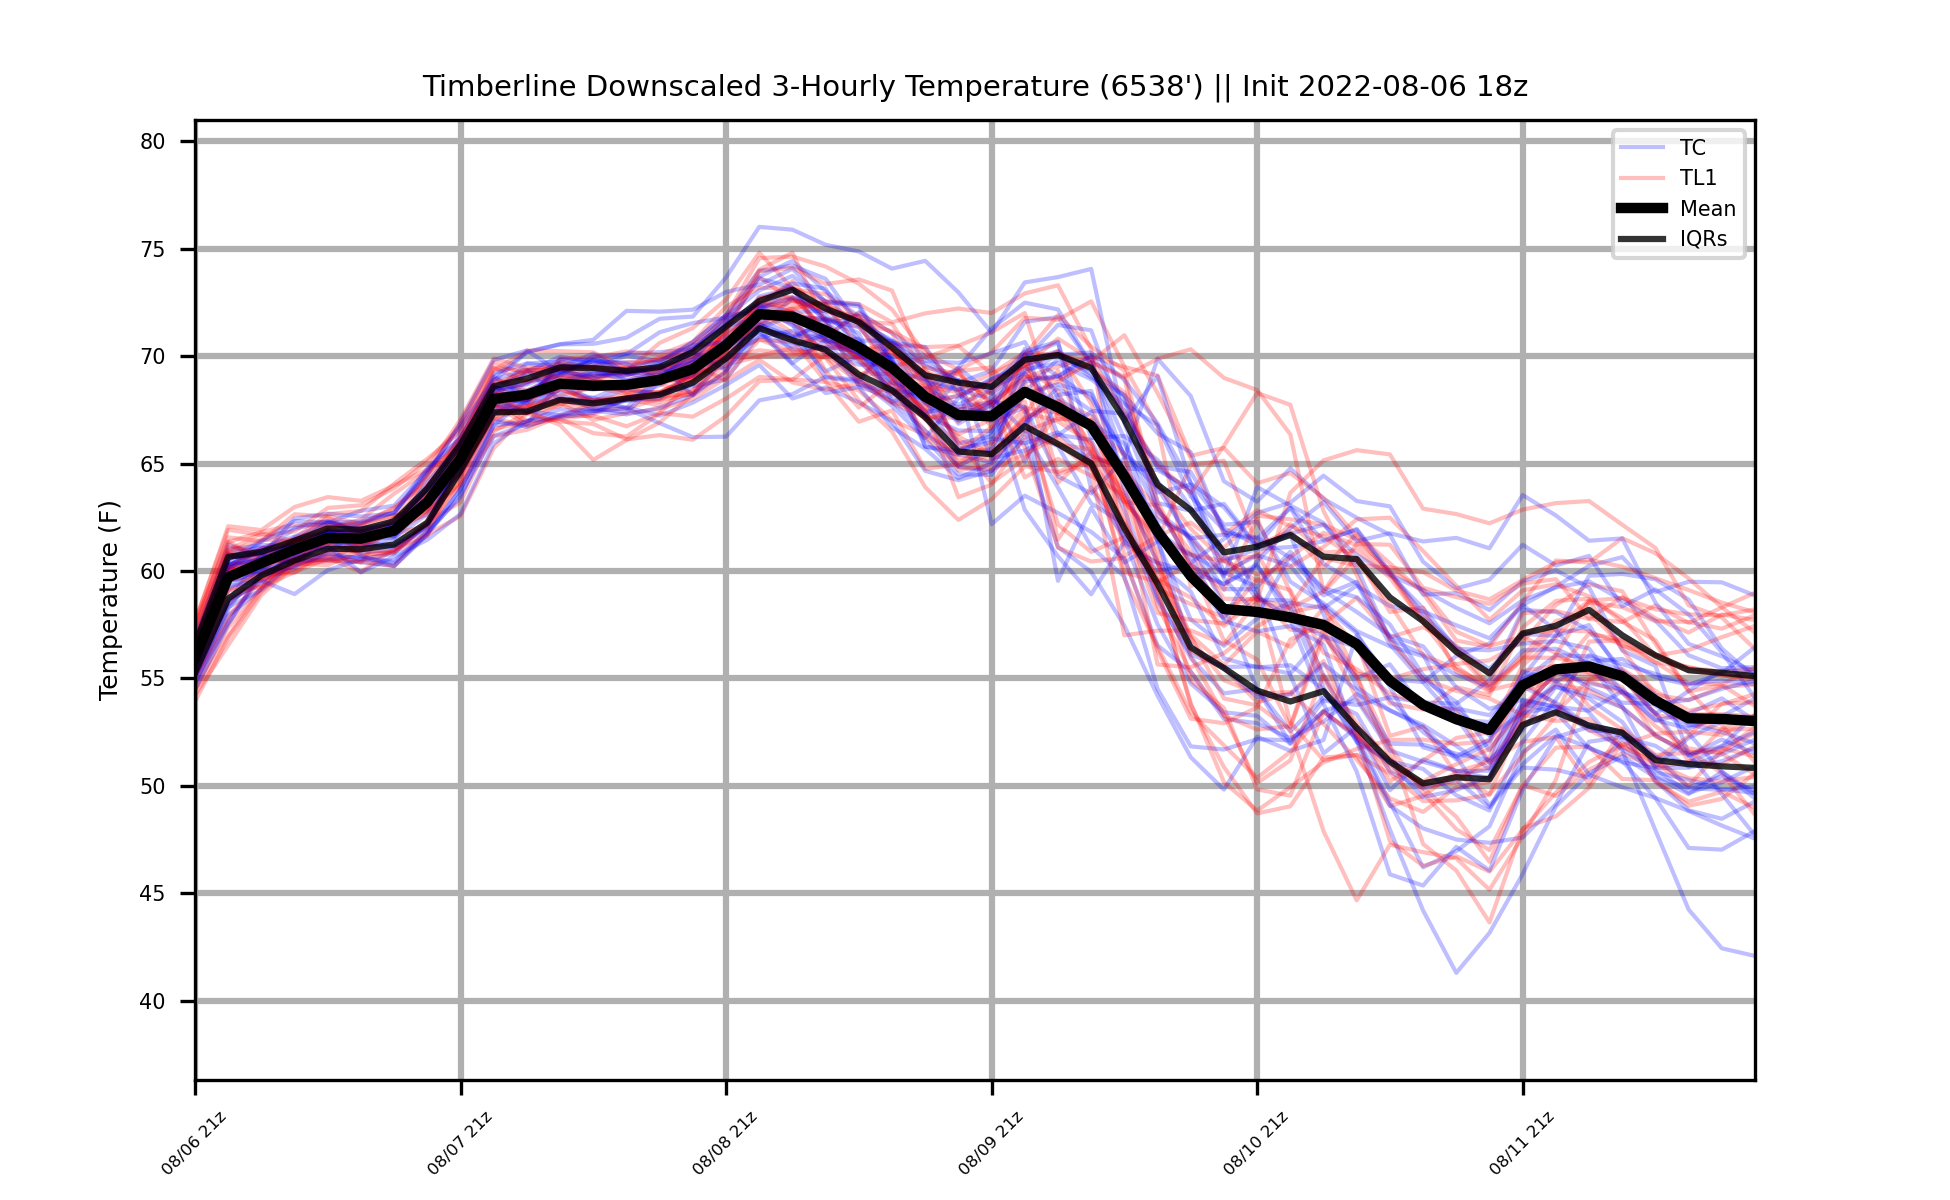 Timberline Downscaled 3-Hourly Temperature (6538') || Init 2022-08-06 18z
TC
TL1
Mean
IQRs
Temperature (F)
80
75
70
65
60
55
50
45
40
08/06 21z
08/07 21z
08/08 21z
08/09 21z
08/10 21z
08/11 21z